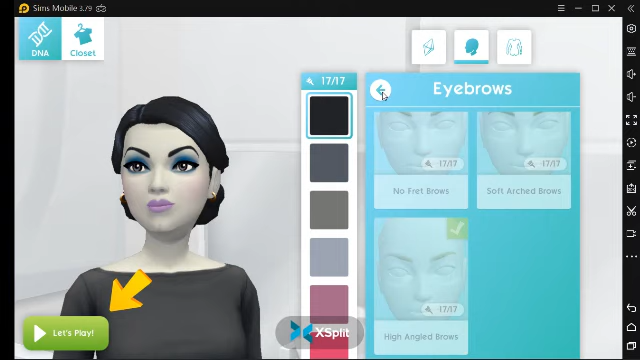 Sims Mobile 3.79
DNA
Closet
17/17
Eyebrows
17/17
17/17
No Fret Brows
Soft Arched Brows
17/17
High Angled Brows
Let's Play!
XSplit